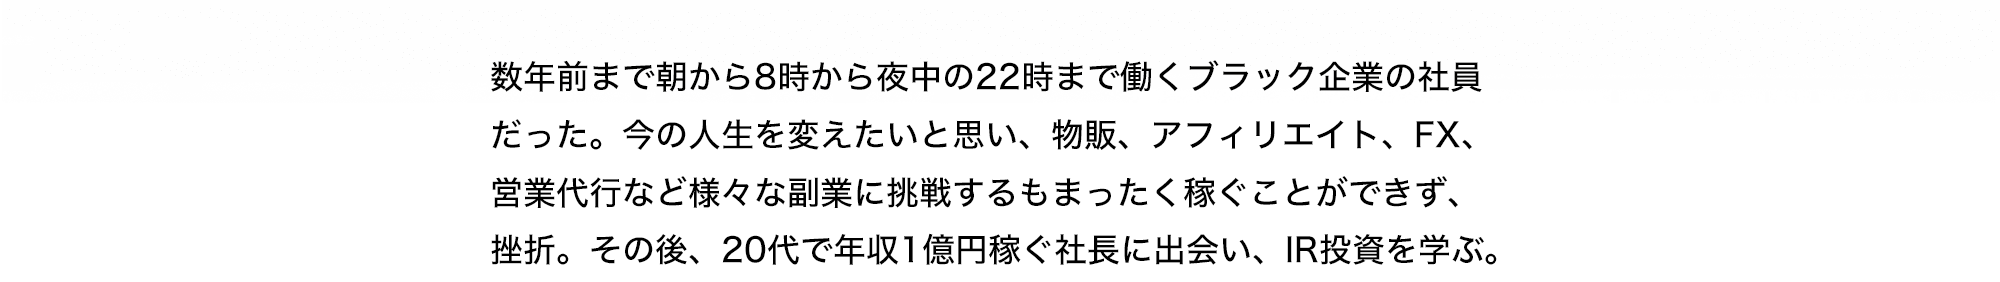 数年前まで朝から8時から夜中の22時まで働くブラック企業の社員
だった。今の人生を変えたいと思い、物販、アフィリエイト、FX、
営業代行など様々な副業に挑戦するもまったく稼ぐことができず、
挫折。その後、20代で年収1億円稼ぐ社長に出会い、IR投資を学ぶ。